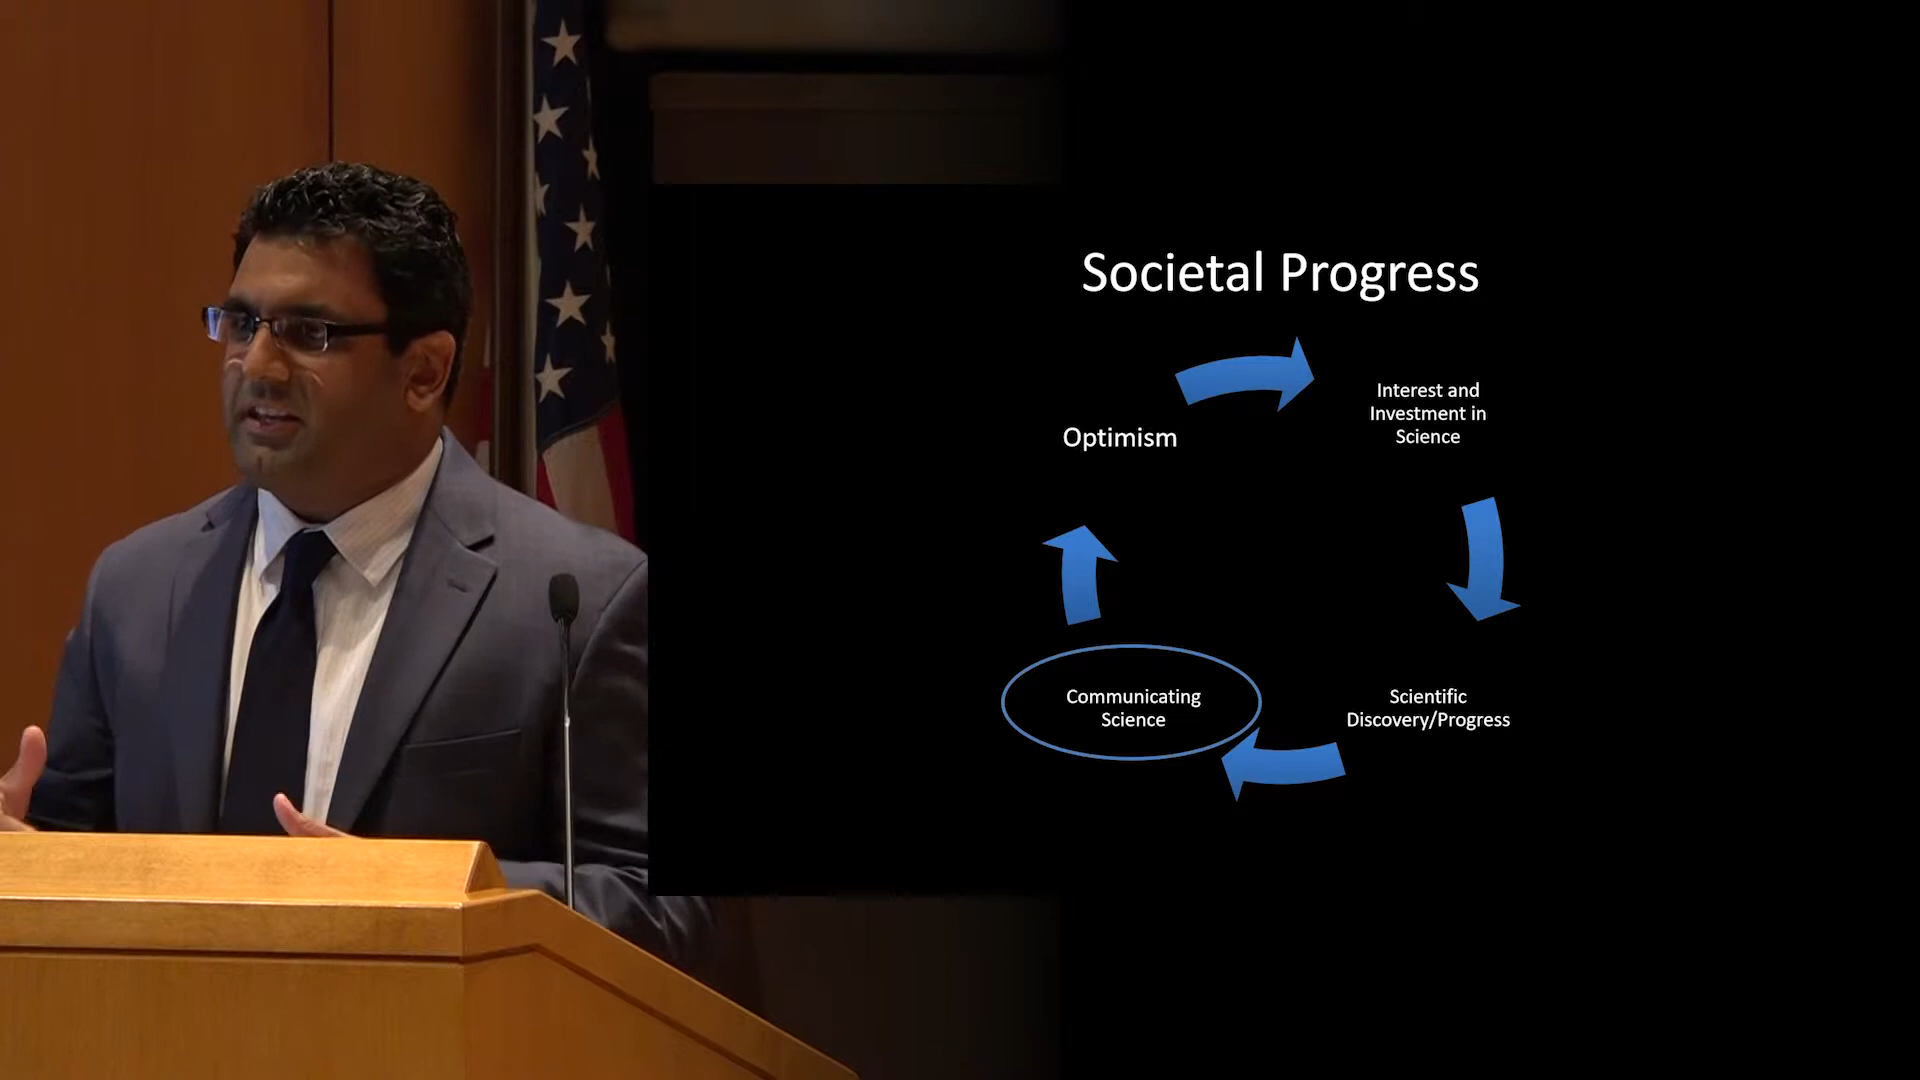 Societal Progress
Optimism
Interest and
Investment in
Science
Scientific
Discovery/Progress
Communicating
Science